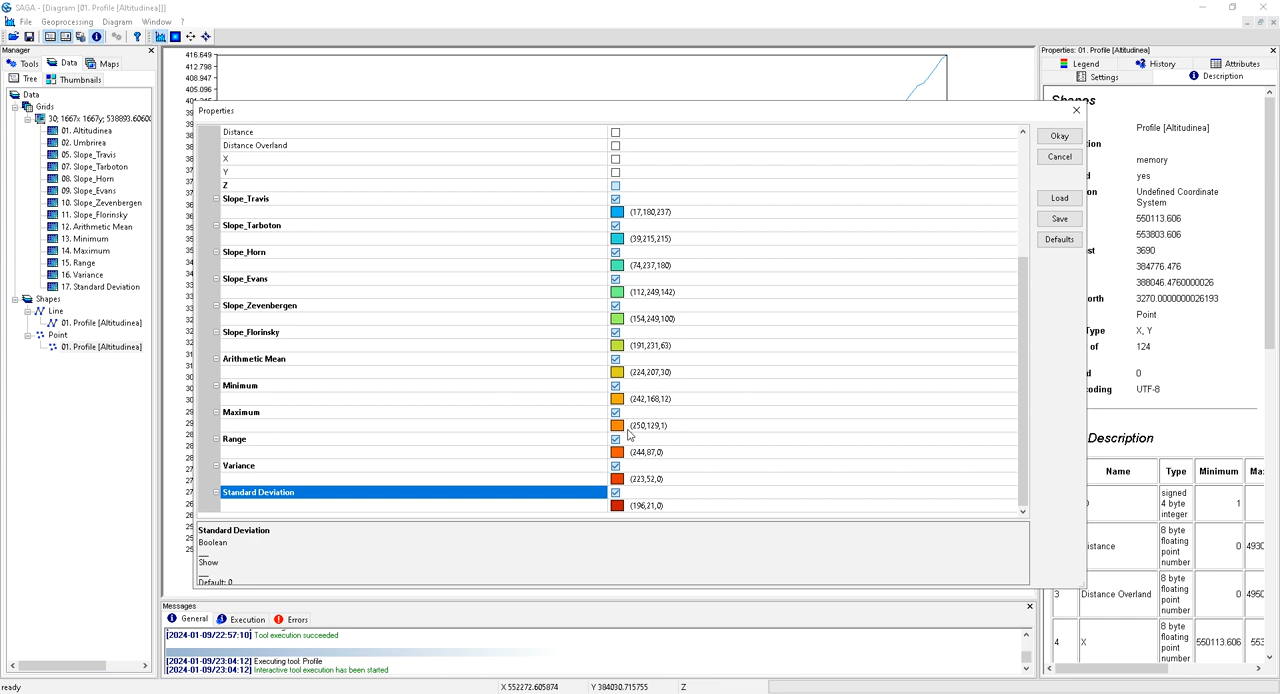 SAGA - [Diagram [01. Profile [Altitudinea]]]
File Geoprocessing Diagram Window ?
Manager
Tools Data Maps
Tree Thumbnails
Data
Grids
30; 1667x 1667y; 538893.6060
01. Altitudinea
02. Umbrirea
05. Slope_Travis
07. Slope_Tarboton
08. Slope_Horn
09. Slope_Evans
10. Slope_Zevenbergen
11. Slope_Florinsky
12. Arithmetic Mean
13. Minimum
14. Maximum
15. Range
16. Variance
17. Standard Deviation
Shapes
Line
01. Profile [Altitudinea]
Point
01. Profile [Altitudinea]
416.649
412.798
408.947
405.096
Properties
Distance
Distance Overland
X
Y
Z
Slope_Travis
(17,180,237)
Slope_Tarboton
(39,215,215)
Slope_Horn
(74,237,180)
Slope_Evans
(112,249,142)
Slope_Zevenbergen
(154,249,100)
Slope_Florinsky
(191,231,63)
Arithmetic Mean
(224,207,30)
Minimum
(242,168,12)
Maximum
(250,129,1)
Range
(244,87,0)
Variance
(223,52,0)
Standard Deviation
(196,21,0)
Standard Deviation
Boolean
Show
Default: 0
Okay
Cancel
Load
Save
Defaults
Properties: 01. Profile [Altitudinea]
Legend History Attributes
Settings Description
Profile [Altitudinea]
memory
yes
Undefined Coordinate
System
550113.606
553803.606
3690
384776.476
388046.4760000026
3270.0000000026193
Point
X, Y
124
0
UTF-8
Description
Name Type Minimum
signed
4 byte
integer
1
8 byte
floating
point
number
0 4930
3 Distance Overland
8 byte
floating
point
number
0 4950
4 X
8 byte
floating
point
number
550113.606 553
Messages
General Execution Errors
[2024-01-09/22:57:10] Tool execution succeeded
[2024-01-09/23:04:12] Executing tool: Profile
[2024-01-09/23:04:12] Interactive tool execution has been started
ready
X 552272.605874
Y 384030.715755
Z